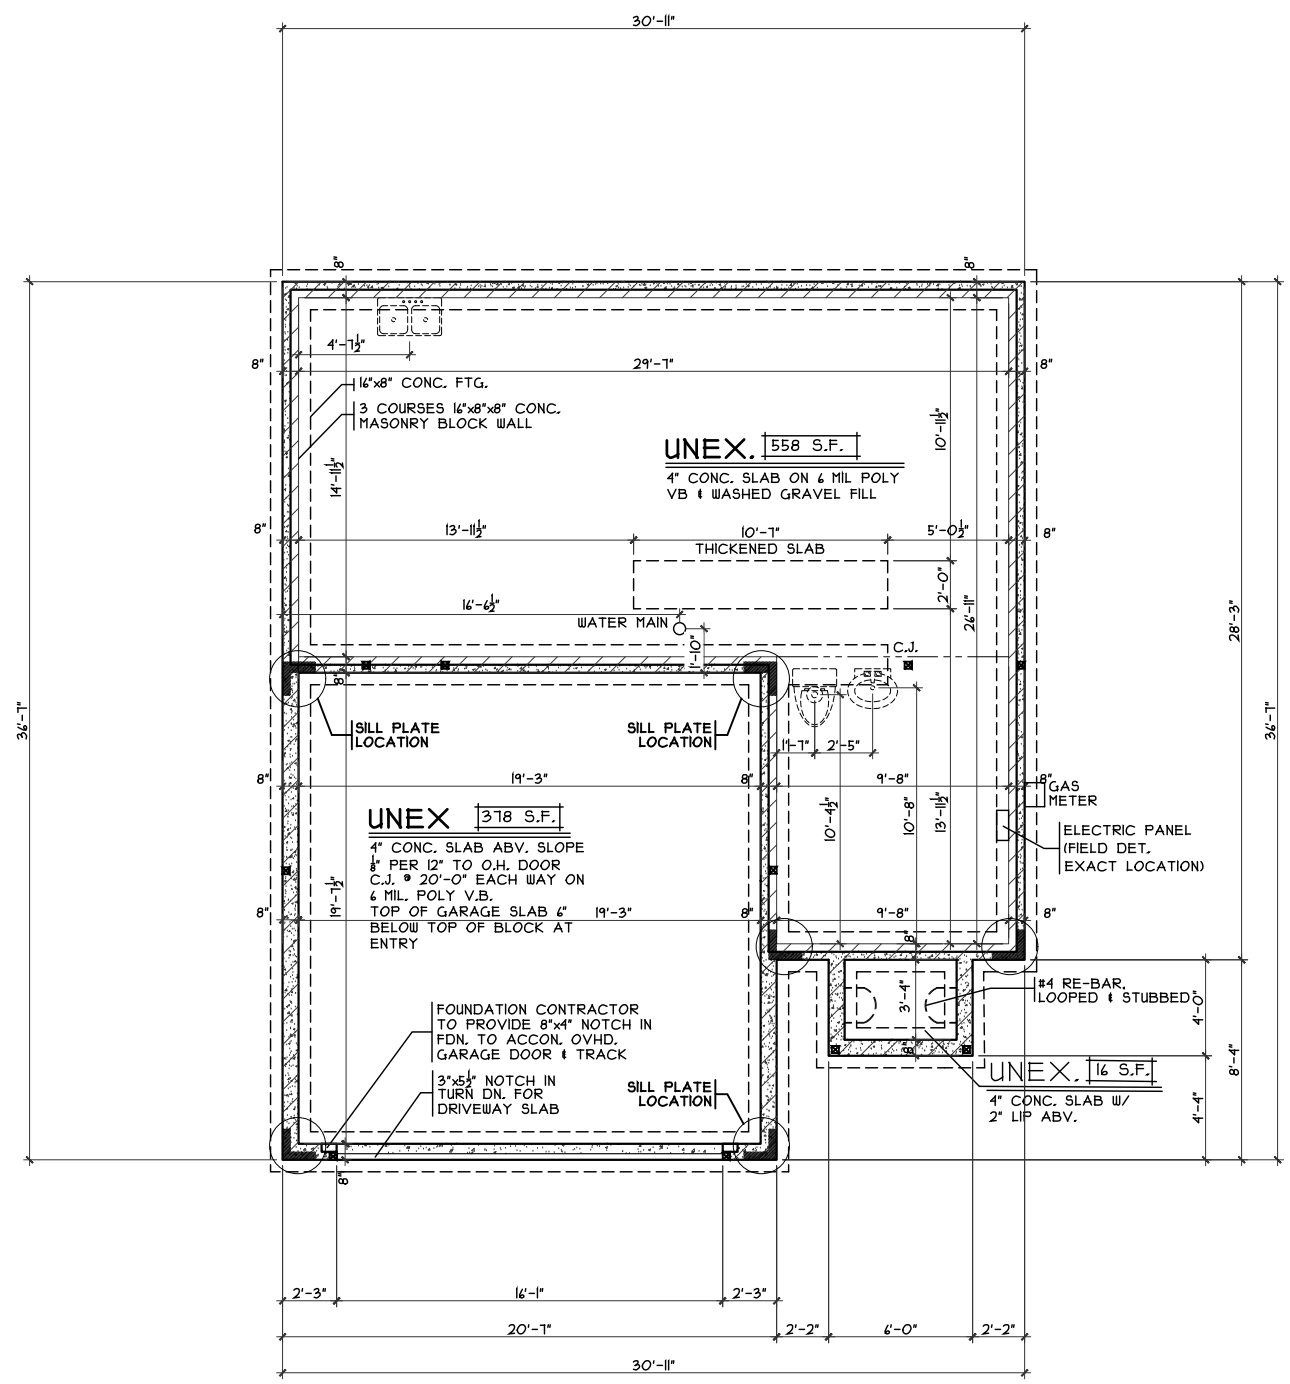 30'-11"
8"
8"
4'-7½"
8"
29'-7"
8"
16"x8" CONC. FTG.
3 COURSES 16"x8"x8" CONC.
MASONRY BLOCK WALL
10'-11½"
UNEX. 558 S.F.
4" CONC. SLAB ON 6 MIL POLY
VB & WASHED GRAVEL FILL
14'-11½"
8"
13'-11½"
10'-7"
5'-0½"
8"
THICKENED SLAB
2'-0"
16'-6½"
26'-11"
28'-3"
WATER MAIN
1'-10"
C.J.
8"
36'-7"
36'-7"
SILL PLATE
LOCATION
SILL PLATE
LOCATION
1'-7"
2'-5"
8"
19'-3"
8"
9'-8"
8"
GAS
METER
UNEX 378 S.F.
10'-4½"
10'-8"
13'-11½"
ELECTRIC PANEL
(FIELD DET.
EXACT LOCATION)
4" CONC. SLAB ABV. SLOPE
⅛" PER 12" TO O.H. DOOR
C.J. @ 20'-0" EACH WAY ON
6 MIL. POLY V.B.
TOP OF GARAGE SLAB 6"
BELOW TOP OF BLOCK AT
ENTRY
19'-7½"
8"
19'-3"
8"
9'-8"
8"
8"
#4 RE-BAR.
LOOPED & STUBBED
3'-4"
4'-0"
FOUNDATION CONTRACTOR
TO PROVIDE 8"x4" NOTCH IN
FDN. TO ACCON. OVHD.
GARAGE DOOR & TRACK
8"
8'-4"
UNEX. 16 S.F.
3"x5½" NOTCH IN
TURN DN. FOR
DRIVEWAY SLAB
SILL PLATE
LOCATION
4" CONC. SLAB W/
2" LIP ABV.
4'-4"
8"
2'-3"
16'-1"
2'-3"
20'-7"
2'-2"
6'-0"
2'-2"
30'-11"